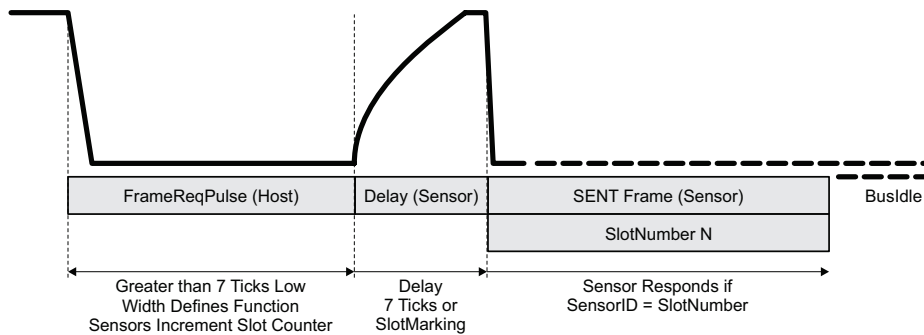 FrameReqPulse (Host)
Delay (Sensor)
SENT Frame (Sensor)
BusIdle
SlotNumber N
Greater than 7 Ticks Low
Width Defines Function
Sensors Increment Slot Counter
Delay
7 Ticks or
SlotMarking
Sensor Responds if
SensorID = SlotNumber